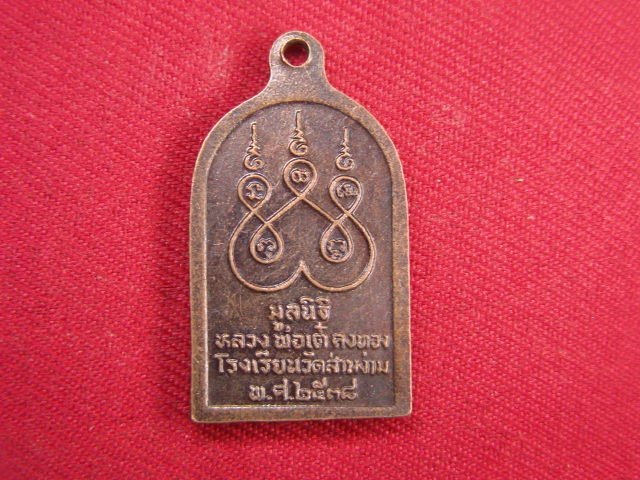 มูลนิธิ
หลวงพ่อเต๋ คงทอง
โรงเรียนวัดสามง่าม
พ.ศ.๒๕๓๘